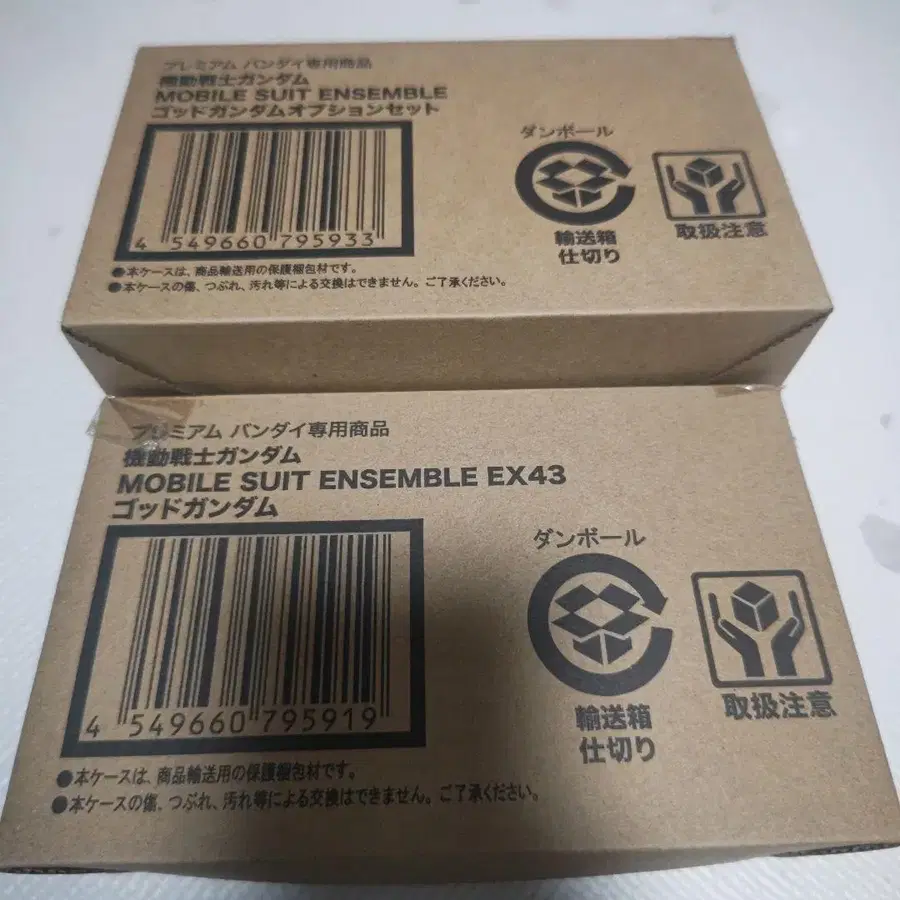 プレミアム バンダイ専用商品
機動戦士ガンダム
MOBILE SUIT ENSEMBLE
ゴッドガンダムオプションセット
4 549660 795933
ダンボール
輸送箱
仕切り
取扱注意
●本ケースは、商品輸送用の保護梱包材です。
●本ケースの傷、つぶれ、汚れ等による交換はできません。ご了承ください。
プレミアム バンダイ専用商品
機動戦士ガンダム
MOBILE SUIT ENSEMBLE EX43
ゴッドガンダム
4 549660 795919
ダンボール
輸送箱
仕切り
取扱注意
●本ケースは、商品輸送用の保護梱包材です。
●本ケースの傷、つぶれ、汚れ等による交換はできません。ご了承ください。